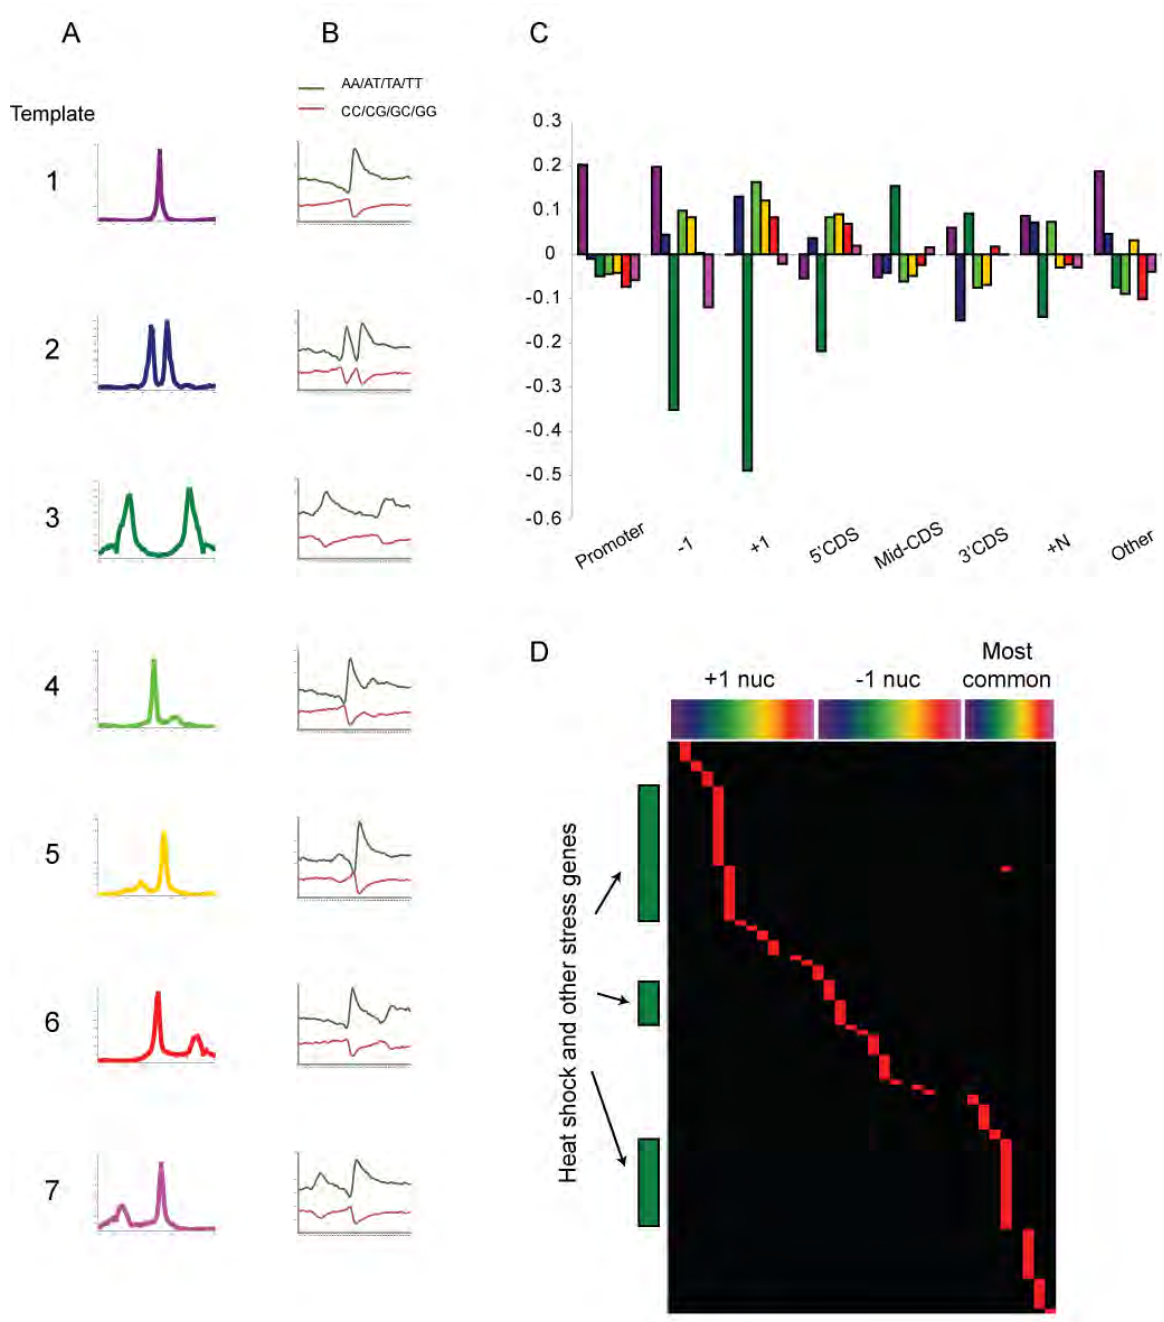 A
B
C
AA/AT/TA/TT
CC/CG/GC/GG
Template
1
2
3
4
5
6
7
0.3
0.2
0.1
0
-0.1
-0.2
-0.3
-0.4
-0.5
-0.6
Promoter
-1
+1
5'CDS
Mid-CDS
3'CDS
+N
Other
D
+1 nuc
-1 nuc
Most
common
Heat shock and other stress genes